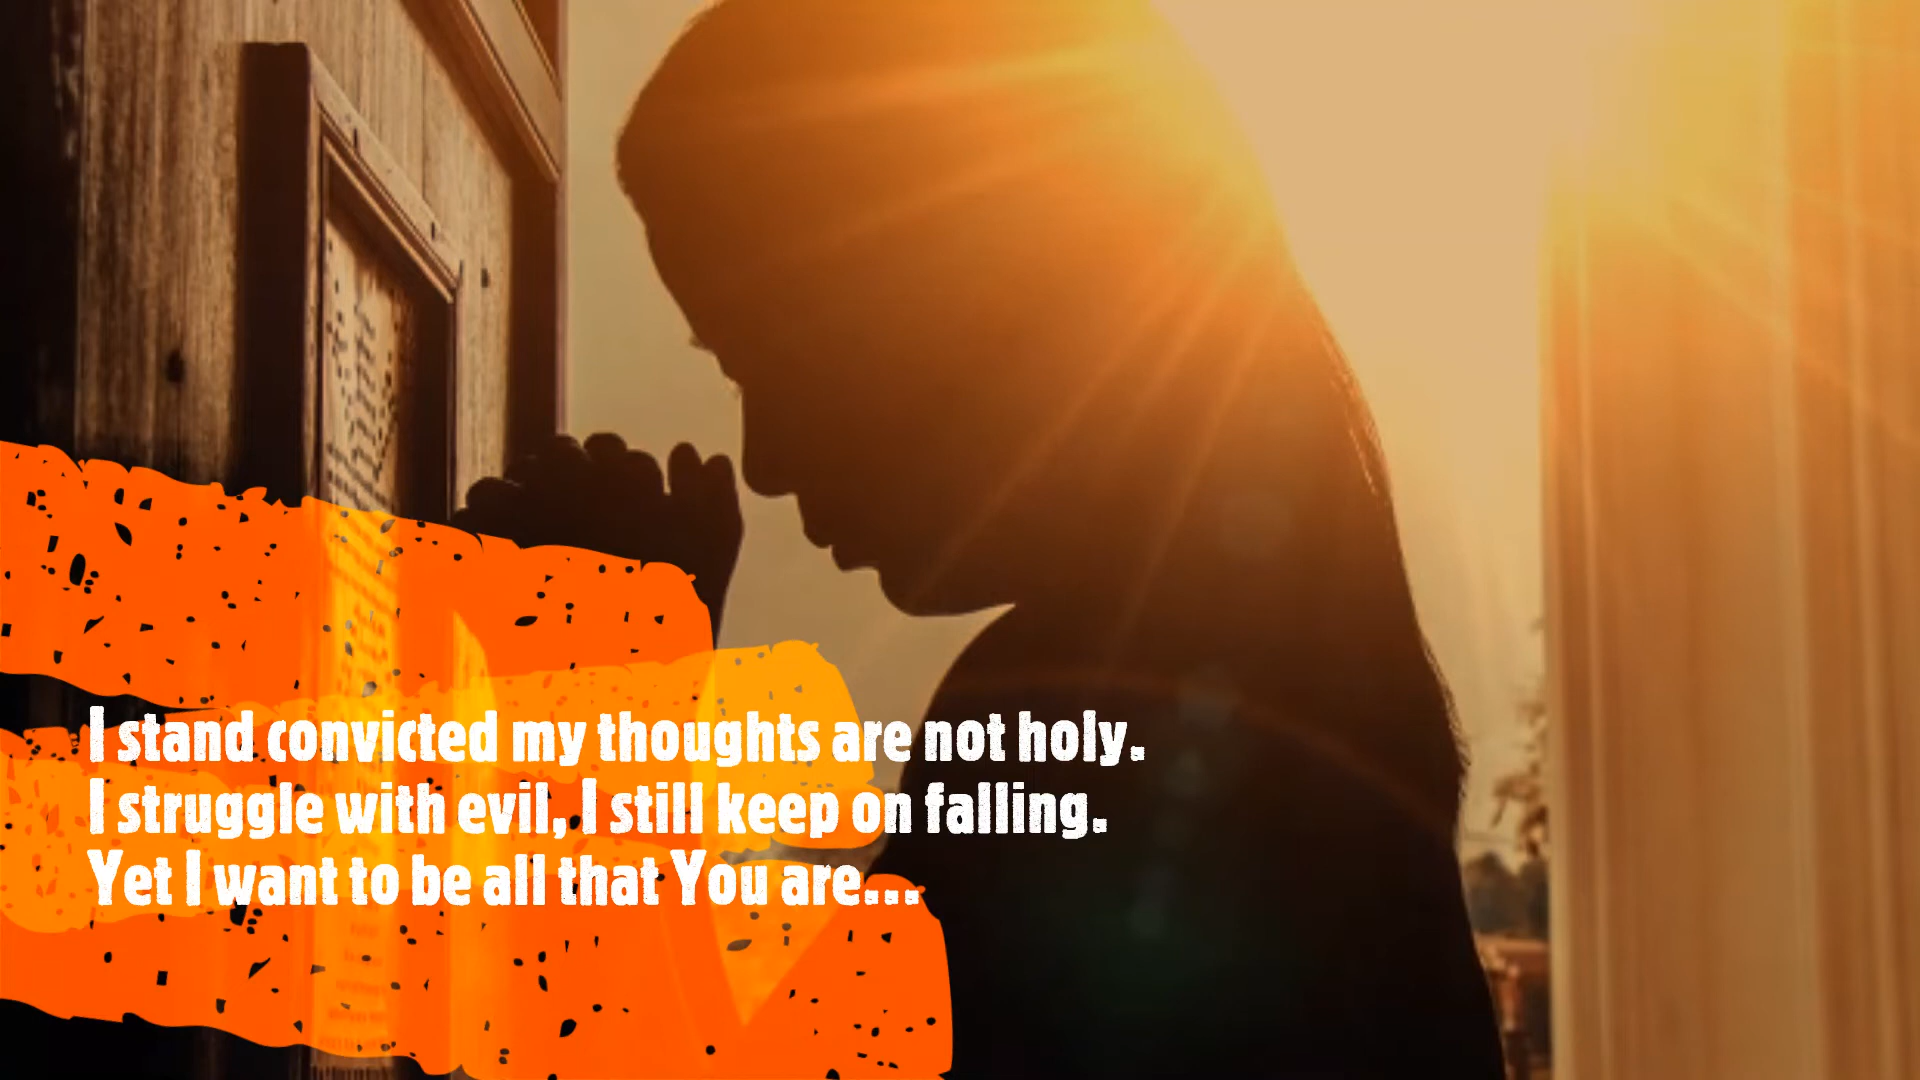 I stand convicted my thoughts are not holy.
I struggle with evil, I still keep on falling.
Yet I want to be all that You are...